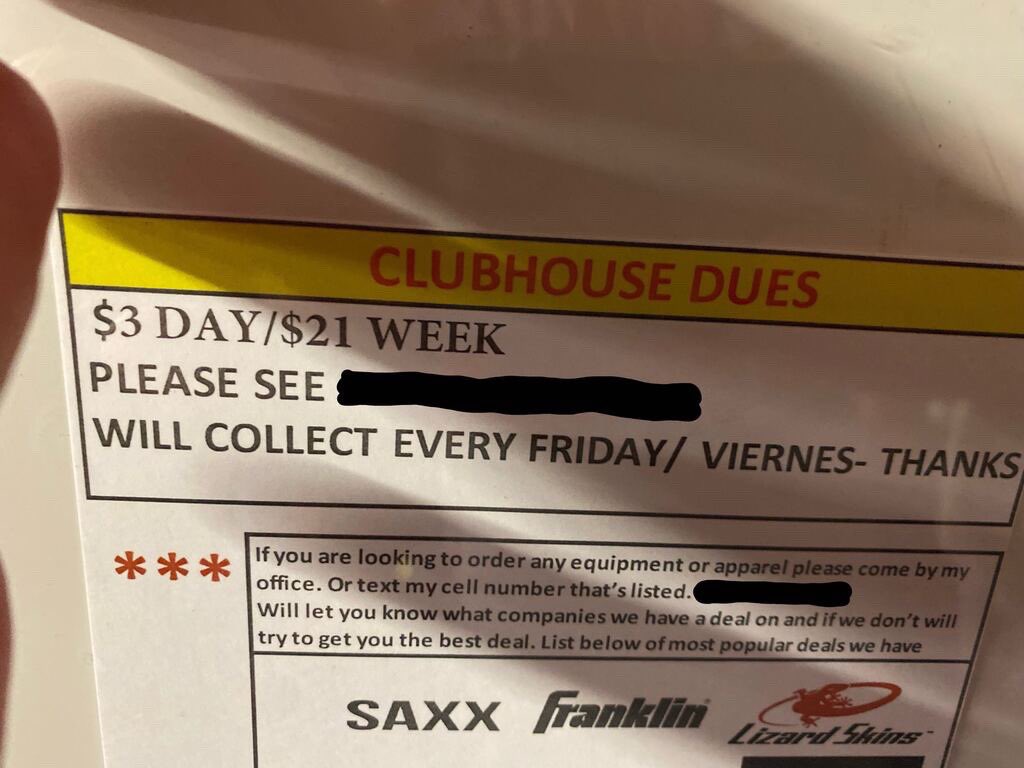 CLUBHOUSE DUES
$3 DAY/$21 WEEK
PLEASE SEE
WILL COLLECT EVERY FRIDAY/ VIERNES- THANKS
***
If you are looking to order any equipment or apparel please come by my
office. Or text my cell number that's listed.
Will let you know what companies we have a deal on and if we don't will
try to get you the best deal. List below of most popular deals we have
SAXX Franklin Lizard Skins